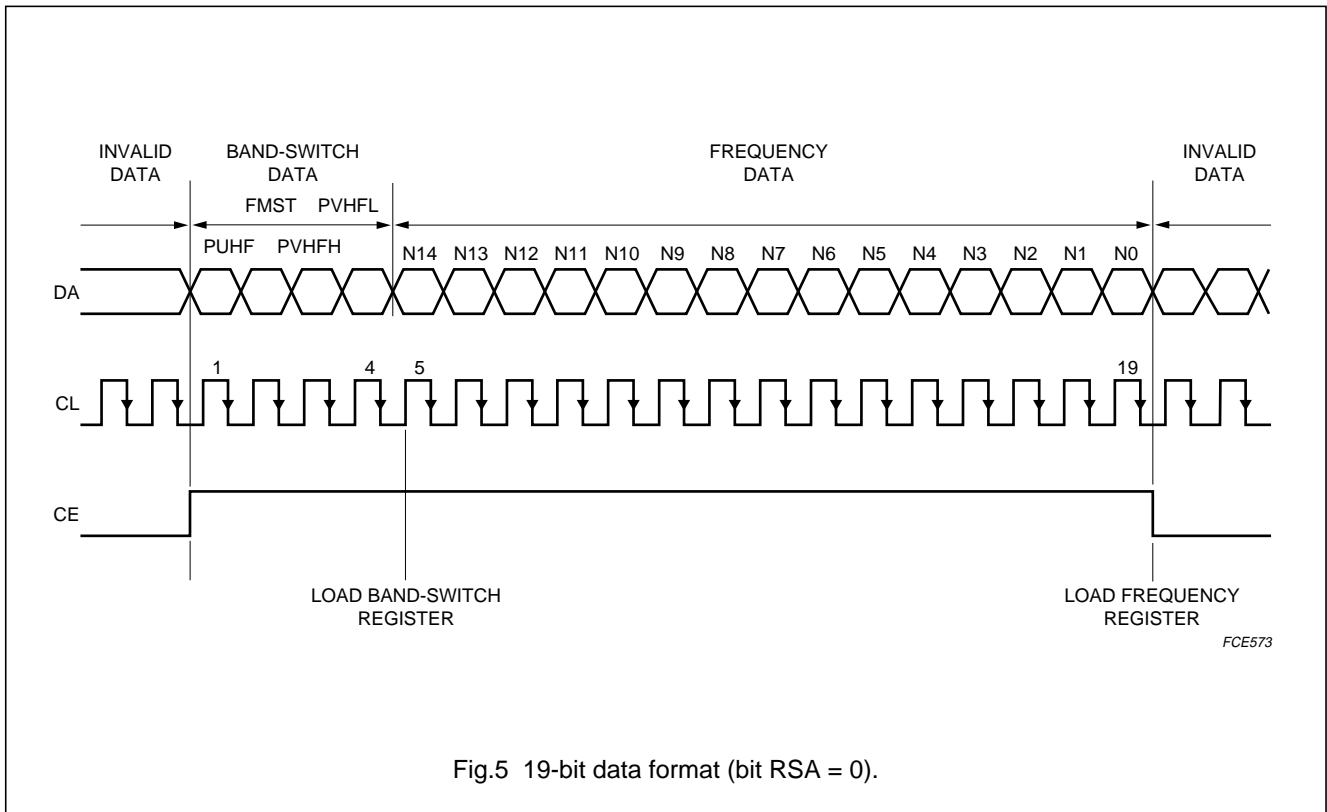 INVALID DATA
BAND-SWITCH DATA
FREQUENCY DATA
INVALID DATA
FMST PVHFL
PUHF PVHFH
N14 N13 N12 N11 N10 N9 N8 N7 N6 N5 N4 N3 N2 N1 N0
DA
1 4 5 19
CL
CE
LOAD BAND-SWITCH REGISTER
LOAD FREQUENCY REGISTER
FCE573
Fig.5 19-bit data format (bit RSA = 0).